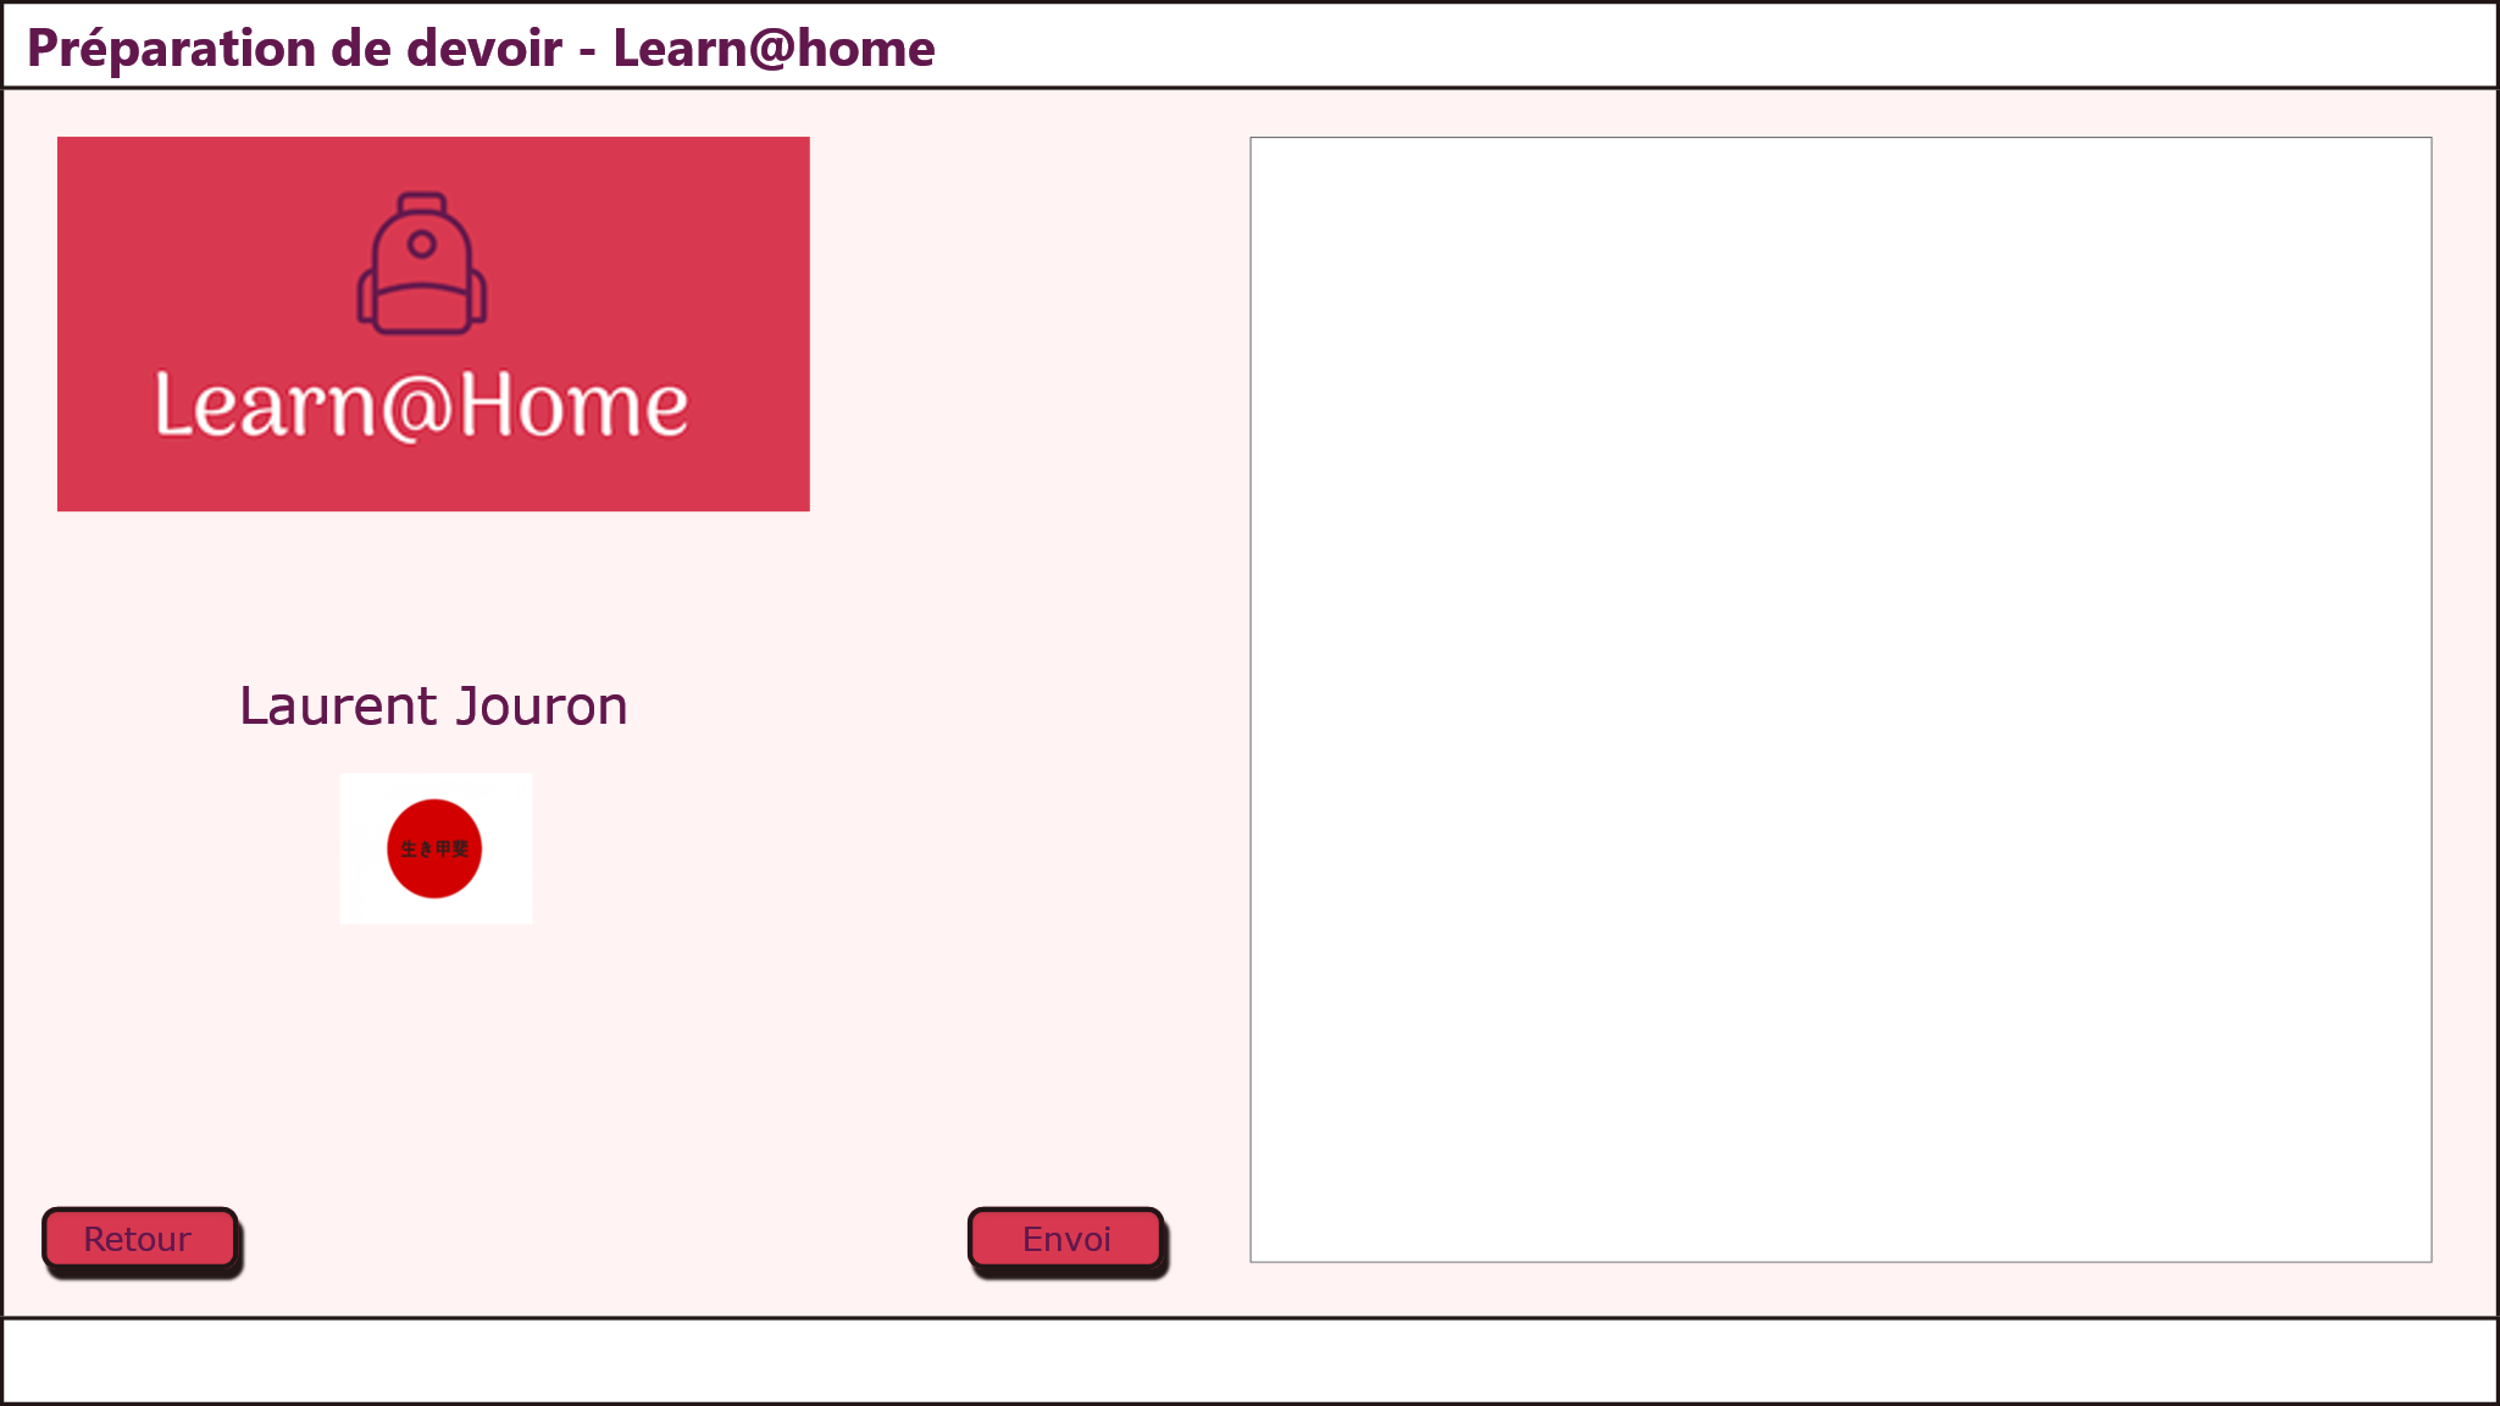 Préparation de devoir - Learn@home
Learn@Home
Laurent Jouron
生き甲斐
Retour
Envoi